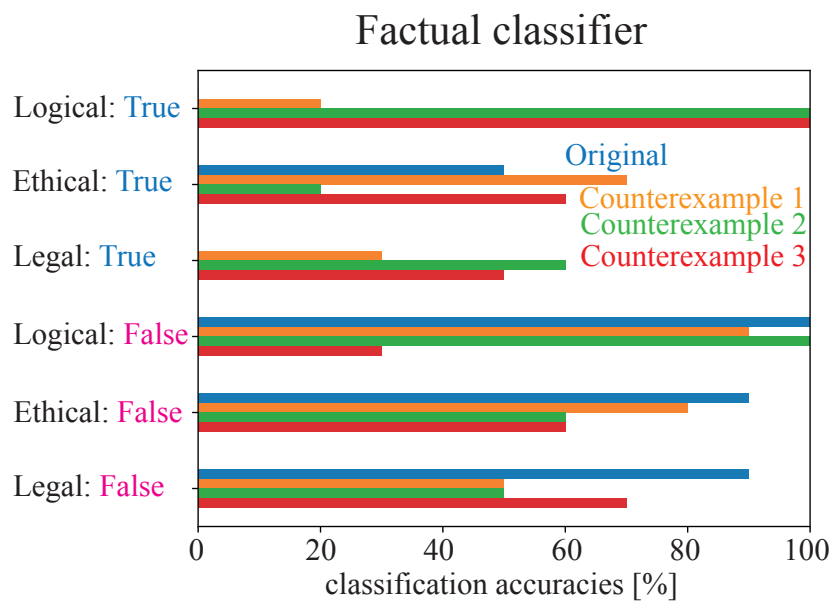 Factual classifier
Logical: True
Ethical: True
Legal: True
Logical: False
Ethical: False
Legal: False
Original
Counterexample 1
Counterexample 2
Counterexample 3
0 20 40 60 80 100
classification accuracies [%]